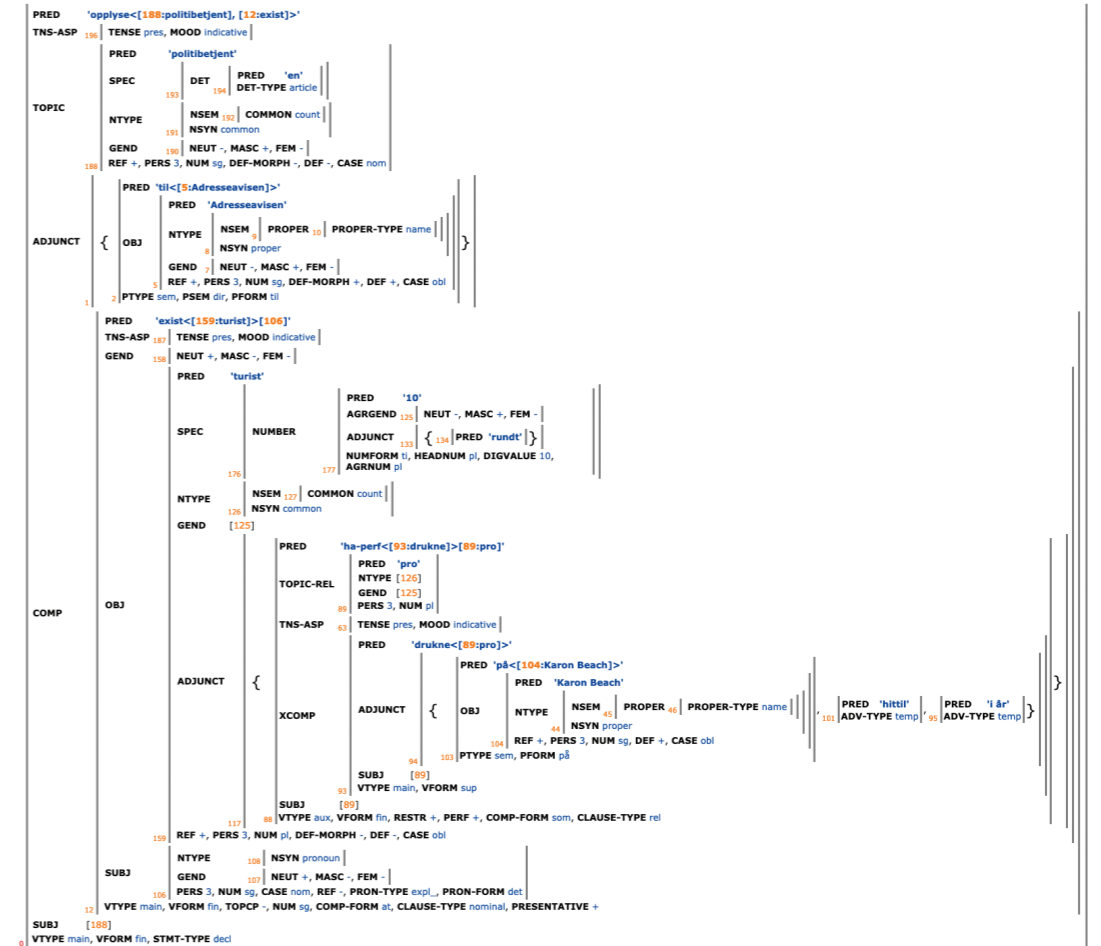 PRED 'opplyse<[188:politibetjent], [12:exist]>'
TNS-ASP 196 TENSE pres, MOOD indicative
PRED 'politibetjent'
SPEC 193 DET 194 PRED 'en'
DET-TYPE article
TOPIC
NTYPE 191 NSEM 192 COMMON count
NSYN common
GEND 190 NEUT -, MASC +, FEM -
188 REF +, PERS 3, NUM sg, DEF-MORPH -, DEF -, CASE nom
PRED 'til<[5:Adresseavisen]>'
PRED 'Adresseavisen'
ADJUNCT { OBJ NTYPE 8 NSEM 9 PROPER 10 PROPER-TYPE name }
NSYN proper
GEND 7 NEUT -, MASC +, FEM -
5 REF +, PERS 3, NUM sg, DEF-MORPH +, DEF +, CASE obl
1 2 PTYPE sem, PSEM dir, PFORM til
PRED 'exist<[159:turist]>[106]'
TNS-ASP 187 TENSE pres, MOOD indicative
GEND 158 NEUT +, MASC -, FEM -
PRED 'turist'
PRED '10'
AGRGEND 125 NEUT -, MASC +, FEM -
SPEC 176 NUMBER 177 ADJUNCT 133 { 134 PRED 'rundt' }
NUMFORM ti, HEADNUM pl, DIGVALUE 10,
AGRNUM pl
NTYPE 126 NSEM 127 COMMON count
NSYN common
GEND [125]
PRED 'ha-perf<[93:drukne]>[89:pro]'
PRED 'pro'
TOPIC-REL NTYPE [126]
GEND [125]
89 PERS 3, NUM pl
COMP OBJ
TNS-ASP 63 TENSE pres, MOOD indicative
PRED 'drukne<[89:pro]>'
PRED 'på<[104:Karon Beach]>'
PRED 'Karon Beach'
ADJUNCT { XCOMP ADJUNCT { OBJ NTYPE 44 NSEM 45 PROPER 46 PROPER-TYPE name , 101 PRED 'hittil' , 95 PRED 'i år' } }
NSYN proper ADV-TYPE temp ADV-TYPE temp
104 REF +, PERS 3, NUM sg, DEF +, CASE obl
94 103 PTYPE sem, PFORM på
SUBJ [89]
93 VTYPE main, VFORM sup
SUBJ [89]
117 88 VTYPE aux, VFORM fin, RESTR +, PERF +, COMP-FORM som, CLAUSE-TYPE rel
159 REF +, PERS 3, NUM pl, DEF-MORPH -, DEF -, CASE obl
NTYPE 108 NSYN pronoun
SUBJ GEND 107 NEUT +, MASC -, FEM -
106 PERS 3, NUM sg, CASE nom, REF -, PRON-TYPE expl_, PRON-FORM det
12 VTYPE main, VFORM fin, TOPCP -, NUM sg, COMP-FORM at, CLAUSE-TYPE nominal, PRESENTATIVE +
SUBJ [188]
0 VTYPE main, VFORM fin, STMT-TYPE decl